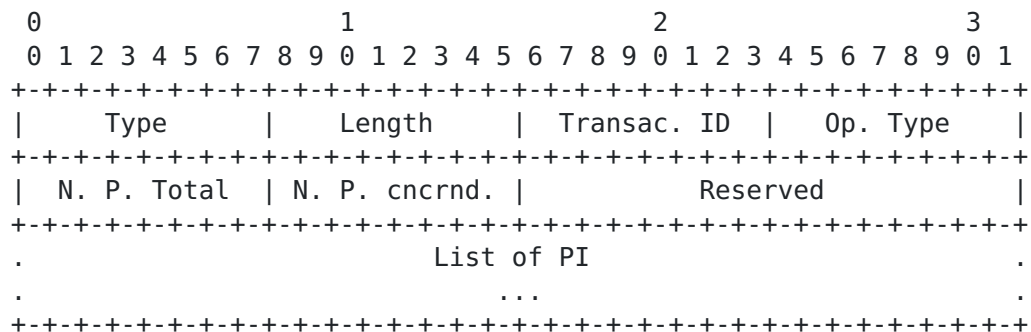 0                   1                   2                   3
 0 1 2 3 4 5 6 7 8 9 0 1 2 3 4 5 6 7 8 9 0 1 2 3 4 5 6 7 8 9 0 1
+-+-+-+-+-+-+-+-+-+-+-+-+-+-+-+-+-+-+-+-+-+-+-+-+-+-+-+-+-+-+-+-+
|     Type      |    Length     |  Transac. ID  |   Op. Type    |
+-+-+-+-+-+-+-+-+-+-+-+-+-+-+-+-+-+-+-+-+-+-+-+-+-+-+-+-+-+-+-+-+
|  N. P. Total  | N. P. cncrnd. |           Reserved            |
+-+-+-+-+-+-+-+-+-+-+-+-+-+-+-+-+-+-+-+-+-+-+-+-+-+-+-+-+-+-+-+-+
.                          List of PI                           .
.                              ...                              .
+-+-+-+-+-+-+-+-+-+-+-+-+-+-+-+-+-+-+-+-+-+-+-+-+-+-+-+-+-+-+-+-+